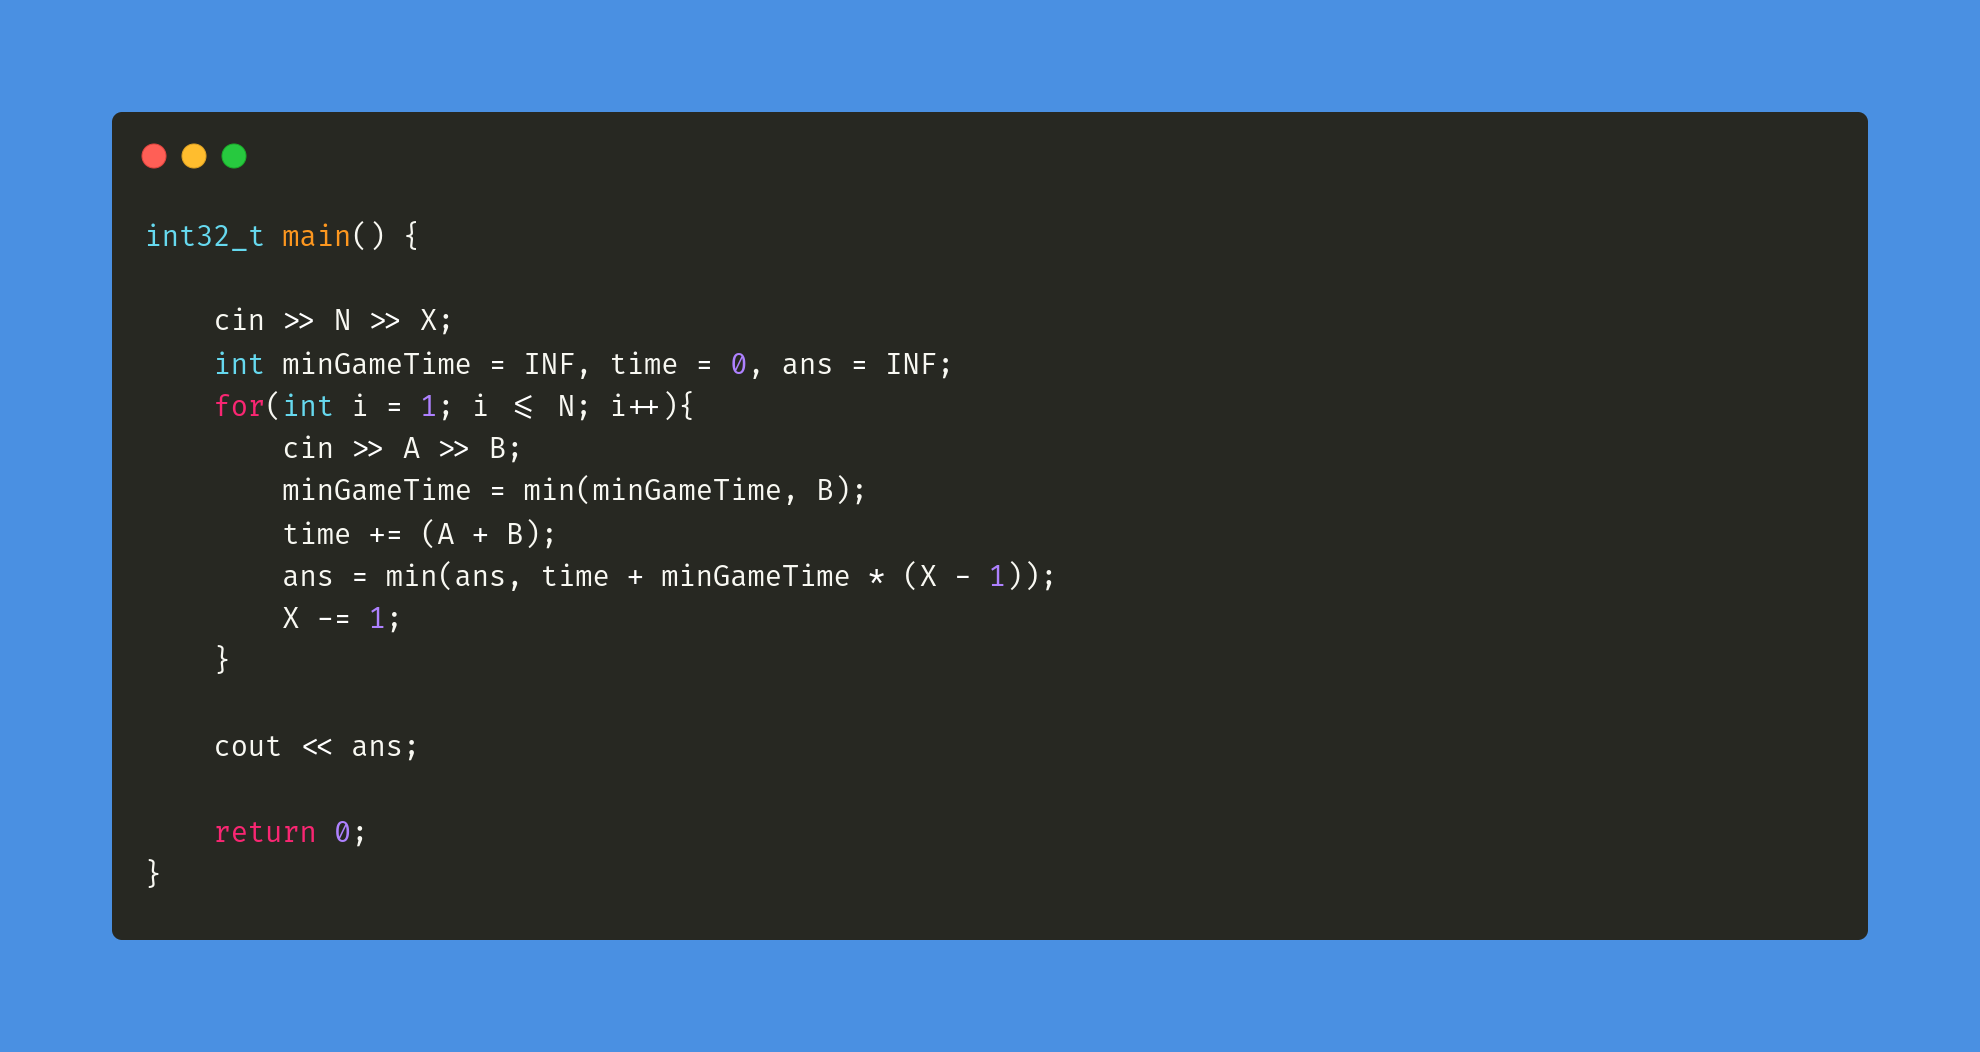 int32_t main() {
cin >> N >> X;
int minGameTime = INF, time = 0, ans = INF;
for(int i = 1; i <= N; i++){
cin >> A >> B;
minGameTime = min(minGameTime, B);
time += (A + B);
ans = min(ans, time + minGameTime * (X - 1));
X -= 1;
}
cout << ans;
return 0;
}